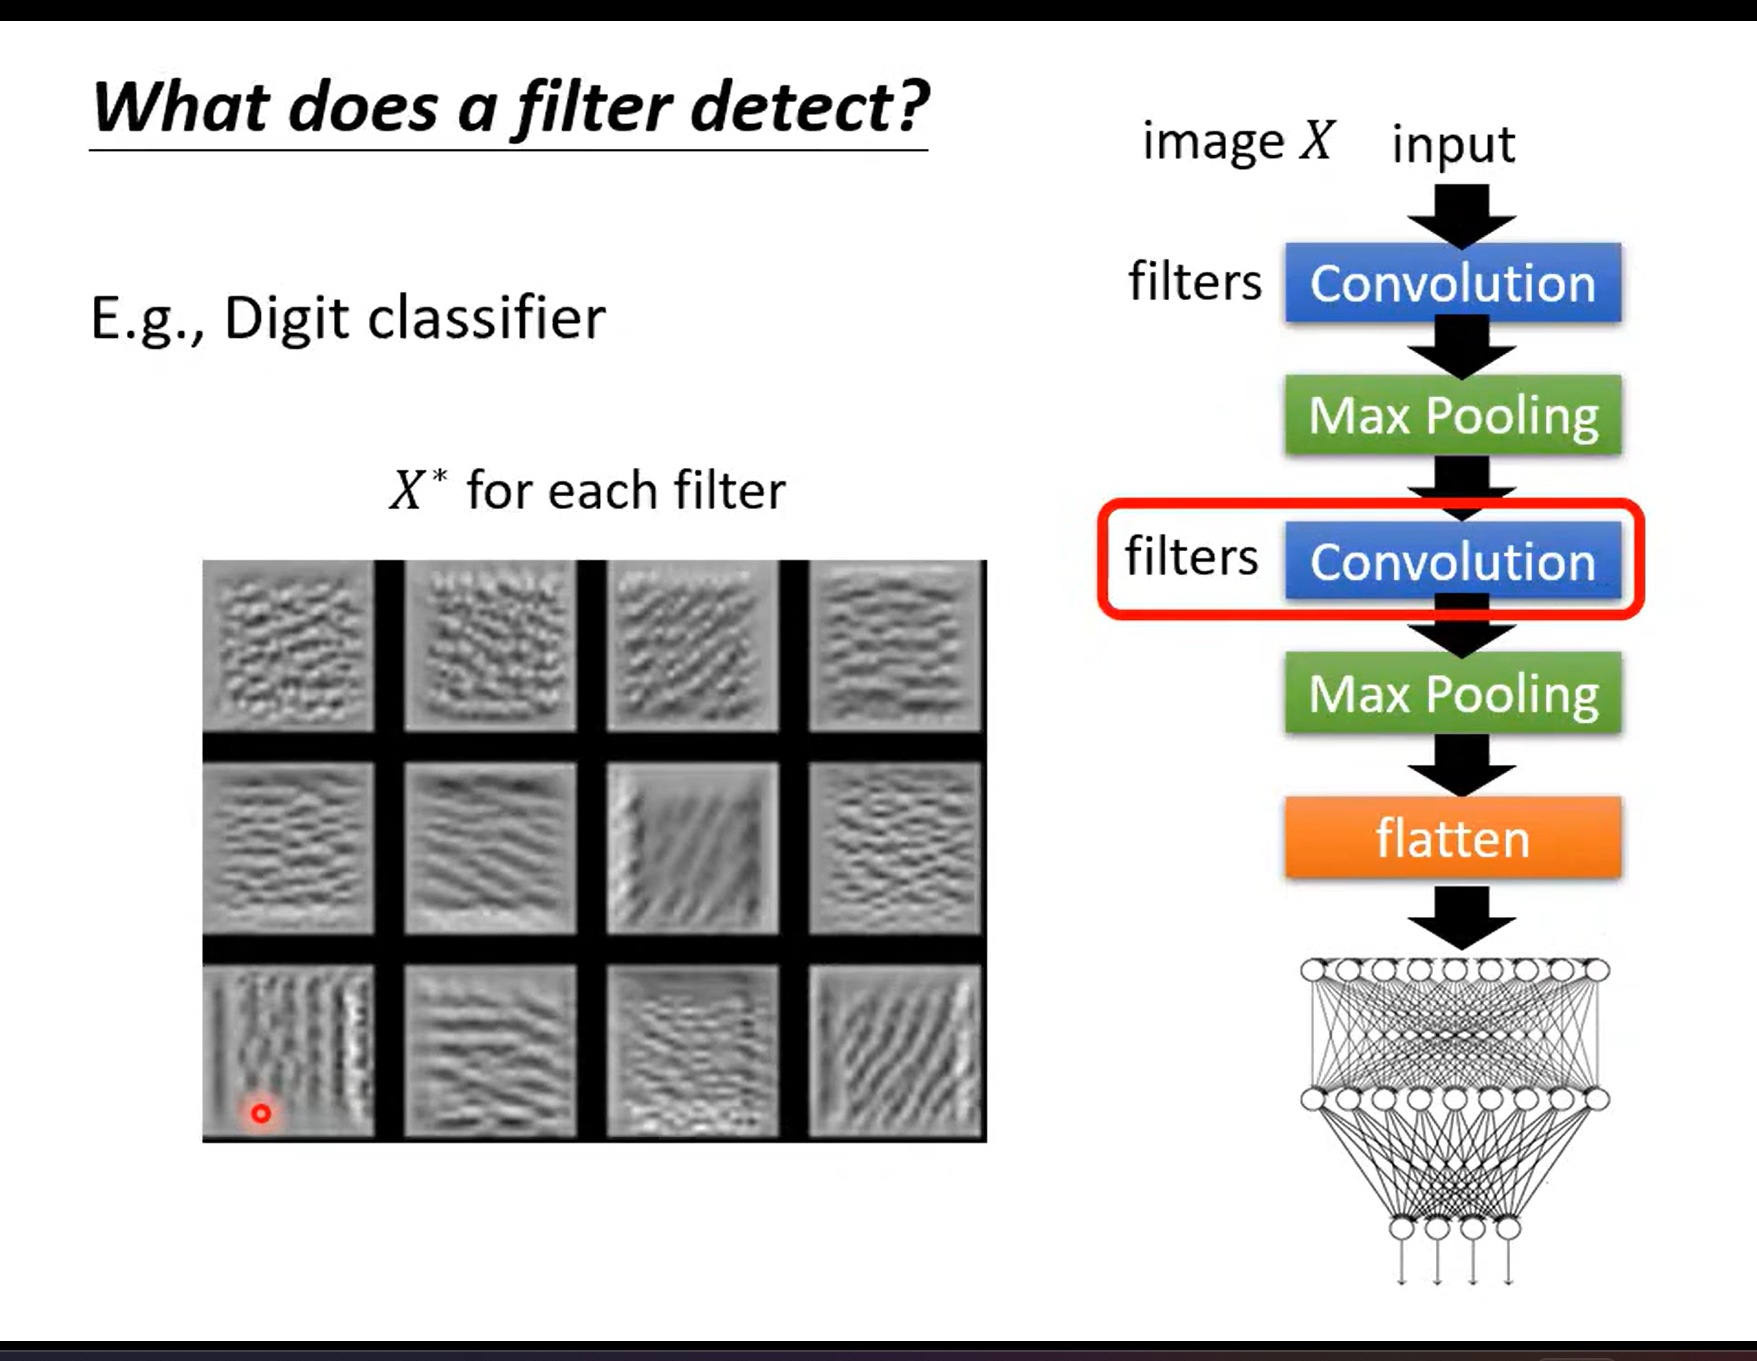 What does a filter detect?
E.g., Digit classifier
X* for each filter
image X input
filters Convolution
Max Pooling
filters Convolution
Max Pooling
flatten